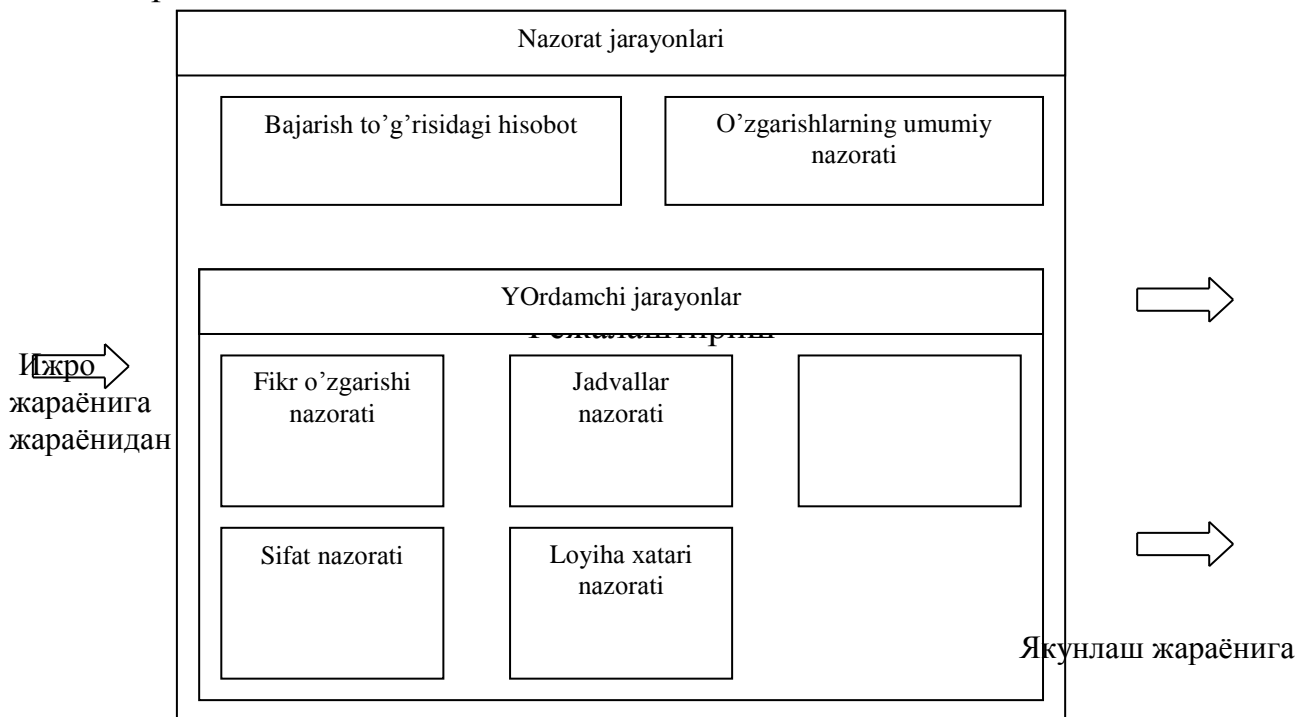 Nazorat jarayonlari
Bajarish to’g’risidagi hisobot
O’zgarishlarning umumiy
nazorati
YOrdamchi jarayonlar
Ижро
жараёнига
жараёнидан
Fikr o’zgarishi
nazorati
Jadvallar
nazorati
Sifat nazorati
Loyiha xatari
nazorati
Якунлаш жараёнига